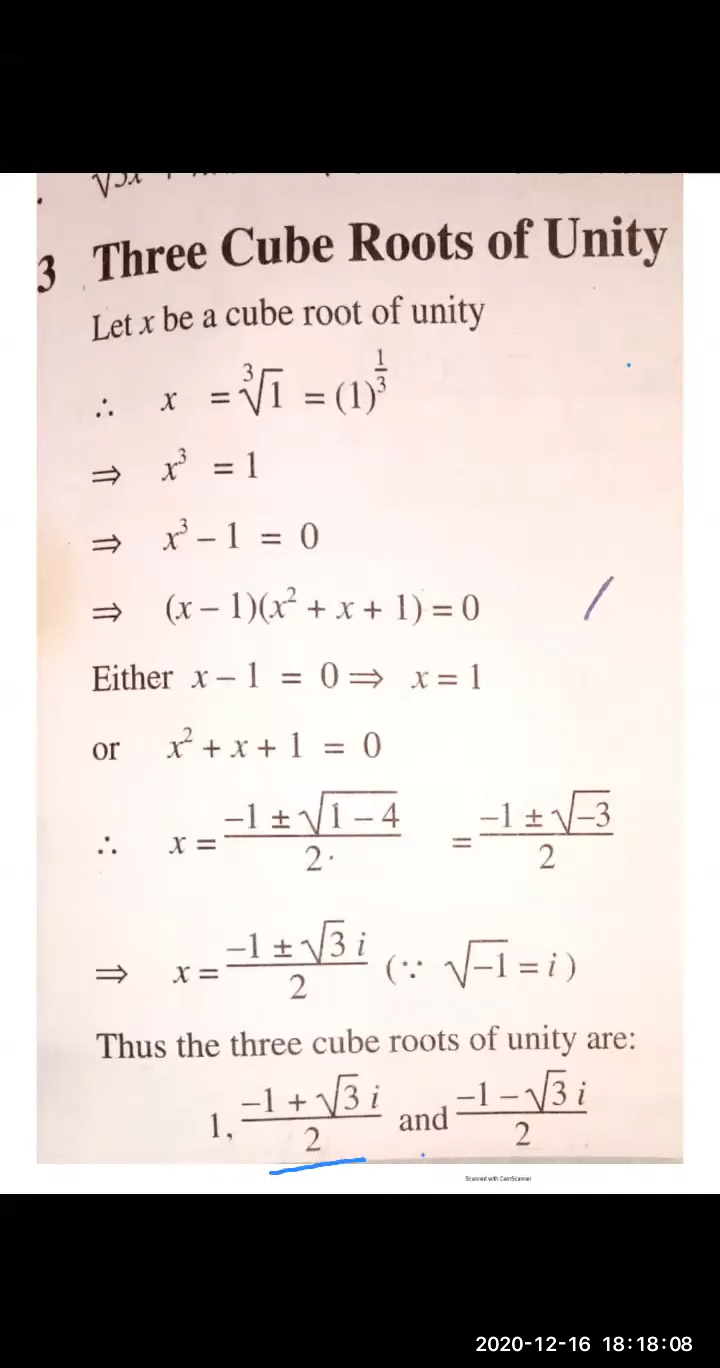 3 Three Cube Roots of Unity
Let x be a cube root of unity
∴ x = ∛1 = (1)^(1/3)
⇒ x³ = 1
⇒ x³ – 1 = 0
⇒ (x – 1)(x² + x + 1) = 0
Either x – 1 = 0 ⇒ x = 1
or x² + x + 1 = 0
∴ x = (–1 ± √(1 – 4))/2 = (–1 ± √–3)/2
⇒ x = (–1 ± √3 i)/2 (∵ √–1 = i)
Thus the three cube roots of unity are:
1, (–1 + √3 i)/2 and (–1 – √3 i)/2
Scanned with CamScanner
2020-12-16 18:18:08